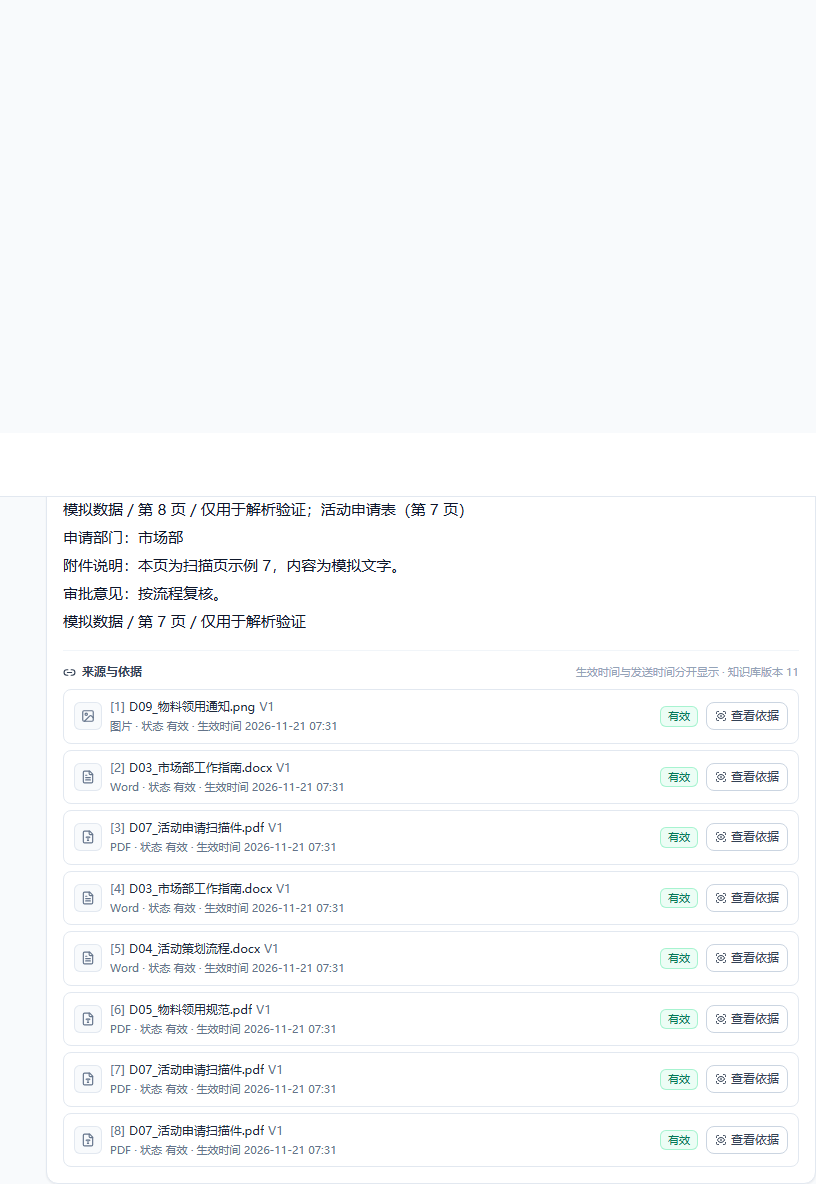 模拟数据 / 第 8 页 / 仅用于解析验证；活动申请表（第 7 页）
申请部门：市场部
附件说明：本页为扫描页示例 7，内容为模拟文字。
审批意见：按流程复核。
模拟数据 / 第 7 页 / 仅用于解析验证
来源与依据
生效时间与发送时间分开显示 · 知识库版本 11
[1] D09_物料领用通知.png V1
图片 · 状态 有效 · 生效时间 2026-11-21 07:31
有效
查看依据
[2] D03_市场部工作指南.docx V1
Word · 状态 有效 · 生效时间 2026-11-21 07:31
有效
查看依据
[3] D07_活动申请扫描件.pdf V1
PDF · 状态 有效 · 生效时间 2026-11-21 07:31
有效
查看依据
[4] D03_市场部工作指南.docx V1
Word · 状态 有效 · 生效时间 2026-11-21 07:31
有效
查看依据
[5] D04_活动策划流程.docx V1
Word · 状态 有效 · 生效时间 2026-11-21 07:31
有效
查看依据
[6] D05_物料领用规范.pdf V1
PDF · 状态 有效 · 生效时间 2026-11-21 07:31
有效
查看依据
[7] D07_活动申请扫描件.pdf V1
PDF · 状态 有效 · 生效时间 2026-11-21 07:31
有效
查看依据
[8] D07_活动申请扫描件.pdf V1
PDF · 状态 有效 · 生效时间 2026-11-21 07:31
有效
查看依据